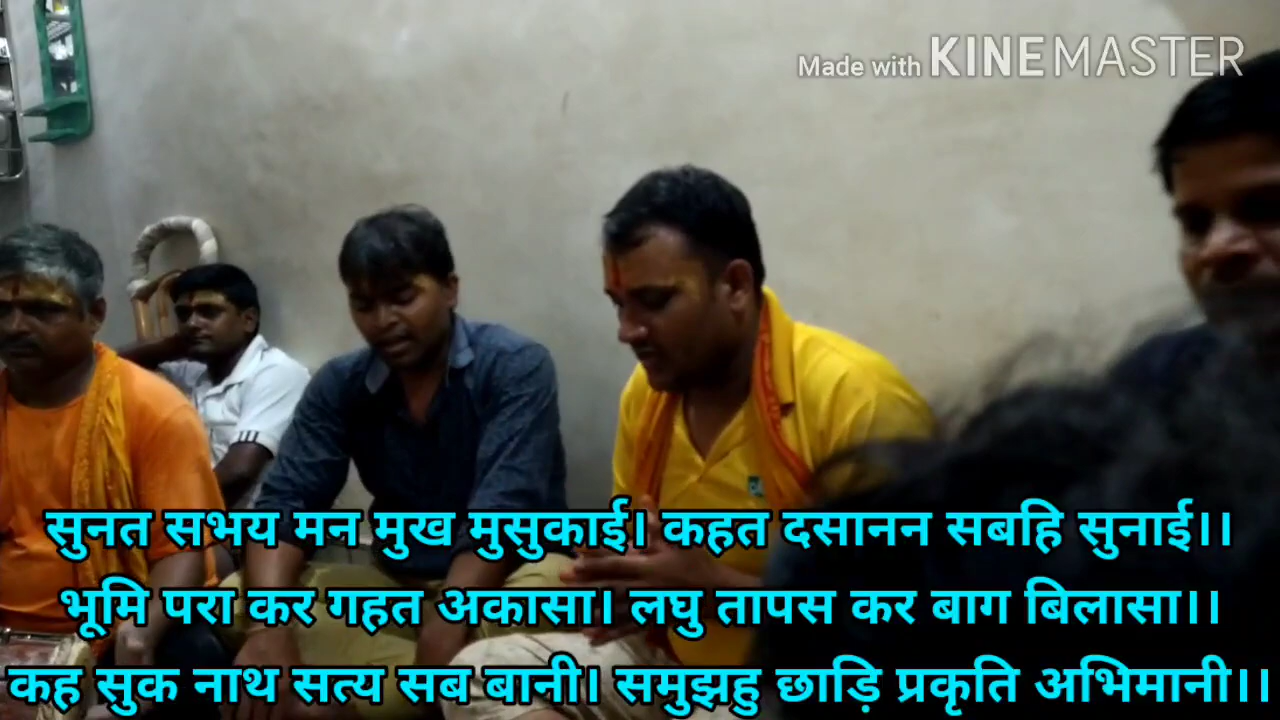 Made with KINEMASTER
सुनत सभय मन मुख मुसुकाई। कहत दसानन सबहि सुनाई।।
भूमि परा कर गहत अकासा। लघु तापस कर बाग बिलासा।।
कह सुक नाथ सत्य सब बानी। समुझहु छाड़ि प्रकृति अभिमानी।।